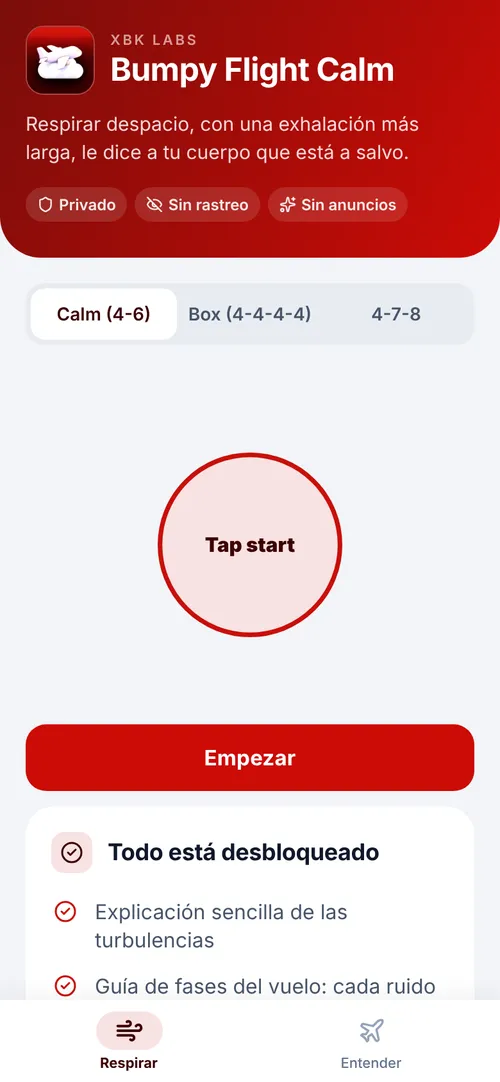 XBK LABS
Bumpy Flight Calm
Respirar despacio, con una exhalación más
larga, le dice a tu cuerpo que está a salvo.
Privado
Sin rastreo
Sin anuncios
Calm (4-6)
Box (4-4-4-4)
4-7-8
Tap start
Empezar
Todo está desbloqueado
Explicación sencilla de las
turbulencias
Guía de fases del vuelo: cada ruido
Respirar
Entender